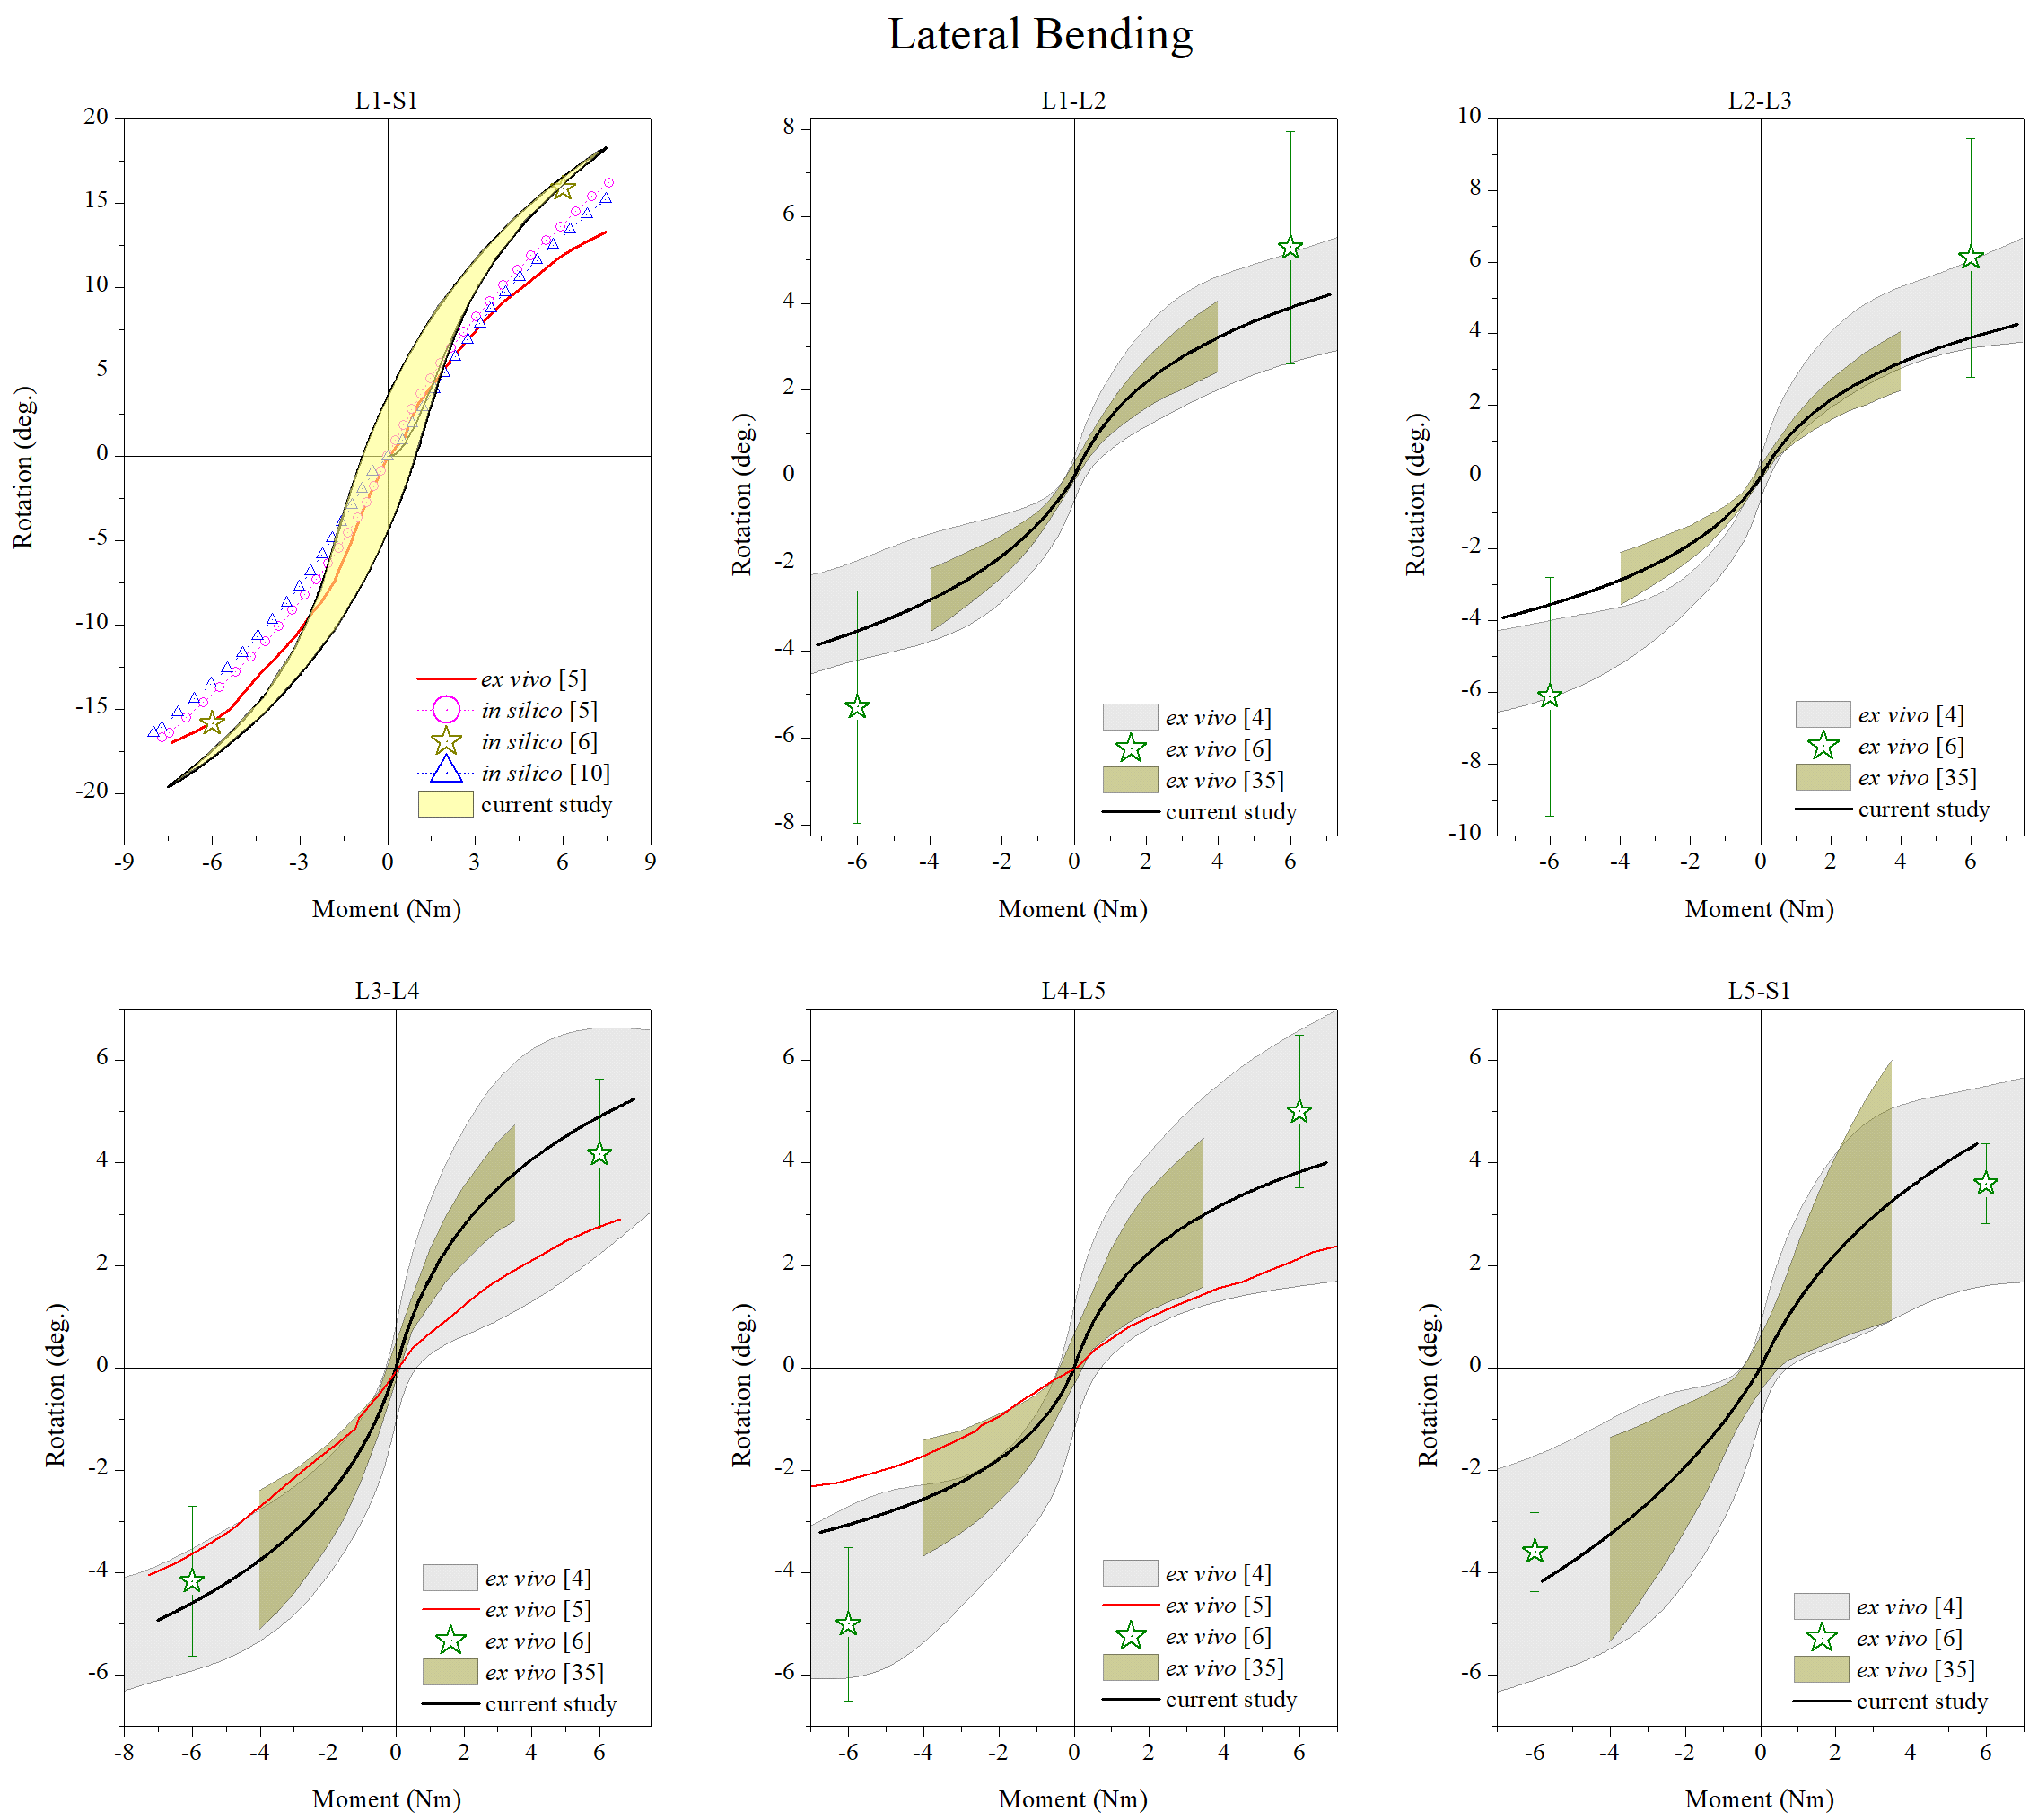 Lateral Bending
L1-S1
20
15
10
5
0
-5
-10
-15
-20
Rotation (deg.)
ex vivo [5]
in silico [5]
in silico [6]
in silico [10]
current study
-9 -6 -3 0 3 6 9
Moment (Nm)
L1-L2
8
6
4
2
0
-2
-4
-6
-8
Rotation (deg.)
ex vivo [4]
ex vivo [6]
ex vivo [35]
current study
-6 -4 -2 0 2 4 6
Moment (Nm)
L2-L3
10
8
6
4
2
0
-2
-4
-6
-8
-10
Rotation (deg.)
ex vivo [4]
ex vivo [6]
ex vivo [35]
current study
-6 -4 -2 0 2 4 6
Moment (Nm)
L3-L4
6
4
2
0
-2
-4
-6
Rotation (deg.)
ex vivo [4]
ex vivo [5]
ex vivo [6]
ex vivo [35]
current study
-8 -6 -4 -2 0 2 4 6
Moment (Nm)
L4-L5
6
4
2
0
-2
-4
-6
Rotation (deg.)
ex vivo [4]
ex vivo [5]
ex vivo [6]
ex vivo [35]
current study
-6 -4 -2 0 2 4 6
Moment (Nm)
L5-S1
6
4
2
0
-2
-4
-6
Rotation (deg.)
ex vivo [4]
ex vivo [6]
ex vivo [35]
current study
-6 -4 -2 0 2 4 6
Moment (Nm)